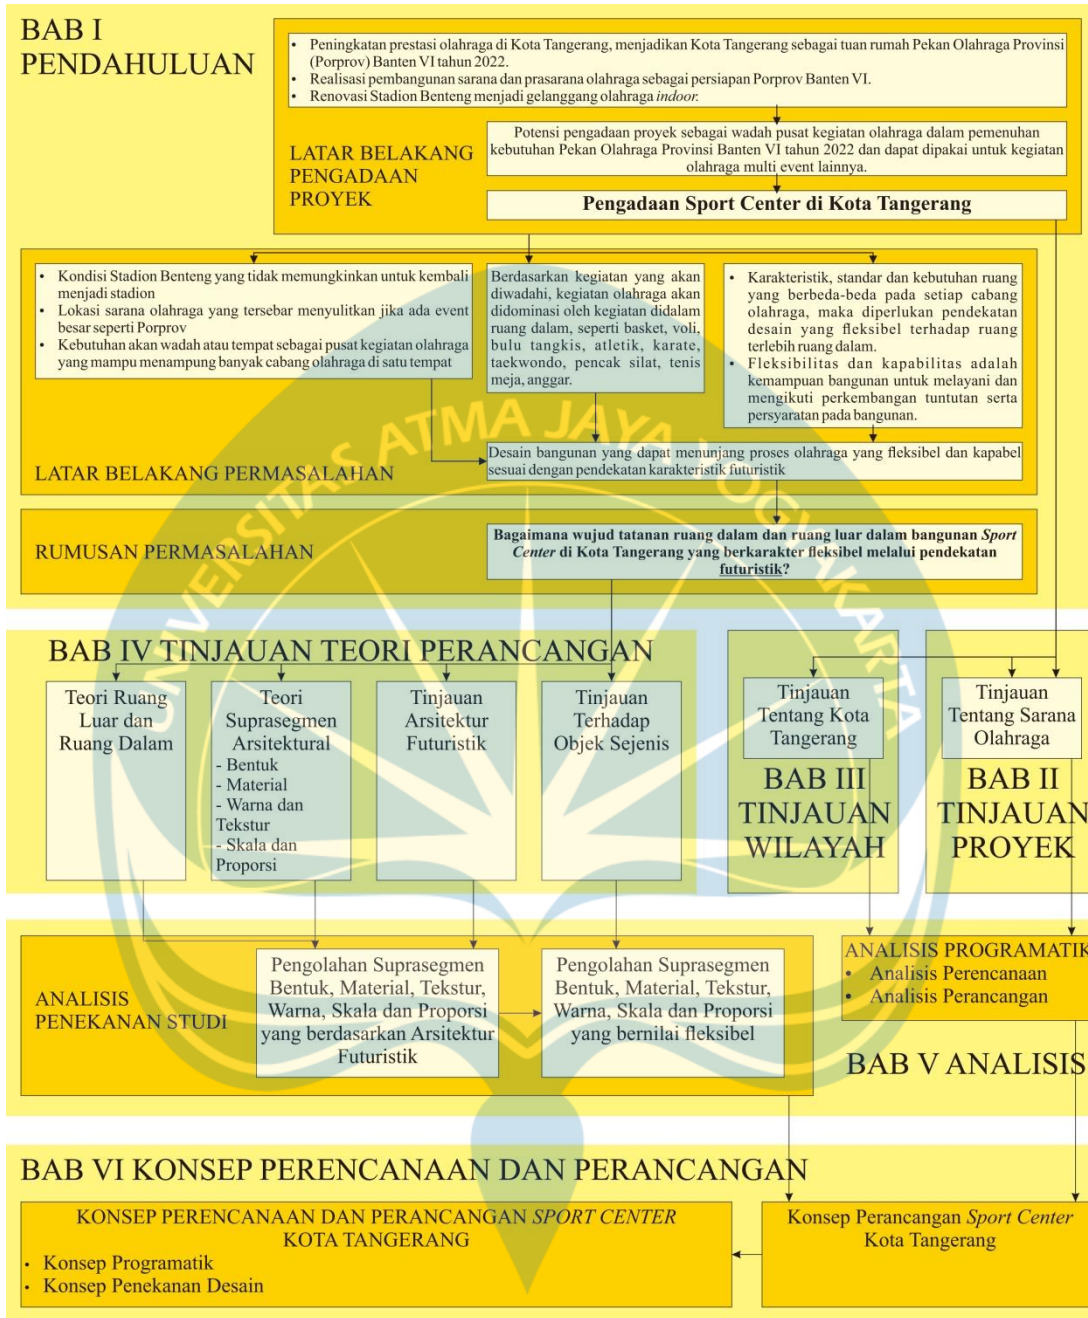 BAB I
PENDAHULUAN
• Peningkatan prestasi olahraga di Kota Tangerang, menjadikan Kota Tangerang sebagai tuan rumah Pekan Olahraga Provinsi
(Porprov) Banten VI tahun 2022.
• Realisasi pembangunan sarana dan prasarana olahraga sebagai persiapan Porprov Banten VI.
• Renovasi Stadion Benteng menjadi gelanggang olahraga indoor.
LATAR BELAKANG
PENGADAAN
PROYEK
Potensi pengadaan proyek sebagai wadah pusat kegiatan olahraga dalam pemenuhan
kebutuhan Pekan Olahraga Provinsi Banten VI tahun 2022 dan dapat dipakai untuk kegiatan
olahraga multi event lainnya.
Pengadaan Sport Center di Kota Tangerang
• Kondisi Stadion Benteng yang tidak memungkinkan untuk kembali
menjadi stadion
• Lokasi sarana olahraga yang tersebar menyulitkan jika ada event
besar seperti Porprov
• Kebutuhan akan wadah atau tempat sebagai pusat kegiatan olahraga
yang mampu menampung banyak cabang olahraga di satu tempat
Berdasarkan kegiatan yang akan
diwadahi, kegiatan olahraga akan
didominasi oleh kegiatan didalam
ruang dalam, seperti basket, voli,
bulu tangkis, atletik, karate,
taekwondo, pencak silat, tenis
meja, anggar.
• Karakteristik, standar dan kebutuhan ruang
yang berbeda-beda pada setiap cabang
olahraga, maka diperlukan pendekatan
desain yang fleksibel terhadap ruang
terlebih ruang dalam.
• Fleksibilitas dan kapabilitas adalah
kemampuan bangunan untuk melayani dan
mengikuti perkembangan tuntutan serta
persyaratan pada bangunan.
LATAR BELAKANG PERMASALAHAN
Desain bangunan yang dapat menunjang proses olahraga yang fleksibel dan kapabel
sesuai dengan pendekatan karakteristik futuristik
RUMUSAN PERMASALAHAN
Bagaimana wujud tatanan ruang dalam dan ruang luar dalam bangunan Sport
Center di Kota Tangerang yang berkarakter fleksibel melalui pendekatan
futuristik?
BAB IV TINJAUAN TEORI PERANCANGAN
Teori Ruang
Luar dan
Ruang Dalam
Teori
Suprasegmen
Arsitektural
- Bentuk
- Material
- Warna dan
Tekstur
- Skala dan
Proporsi
Tinjauan
Arsitektur
Futuristik
Tinjauan
Terhadap
Objek Sejenis
Tinjauan
Tentang Kota
Tangerang
BAB III
TINJAUAN
WILAYAH
Tinjauan
Tentang Sarana
Olahraga
BAB II
TINJAUAN
PROYEK
ANALISIS
PENEKANAN STUDI
Pengolahan Suprasegmen
Bentuk, Material, Tekstur,
Warna, Skala dan Proporsi
yang berdasarkan Arsitektur
Futuristik
Pengolahan Suprasegmen
Bentuk, Material, Tekstur,
Warna, Skala dan Proporsi
yang bernilai fleksibel
ANALISIS PROGRAMATIK
• Analisis Perencanaan
• Analisis Perancangan
BAB V ANALISIS
BAB VI KONSEP PERENCANAAN DAN PERANCANGAN
KONSEP PERENCANAAN DAN PERANCANGAN SPORT CENTER
KOTA TANGERANG
• Konsep Programatik
• Konsep Penekanan Desain
Konsep Perancangan Sport Center
Kota Tangerang
UNIVERSITAS ATMA JAYA YOGYAKARTA